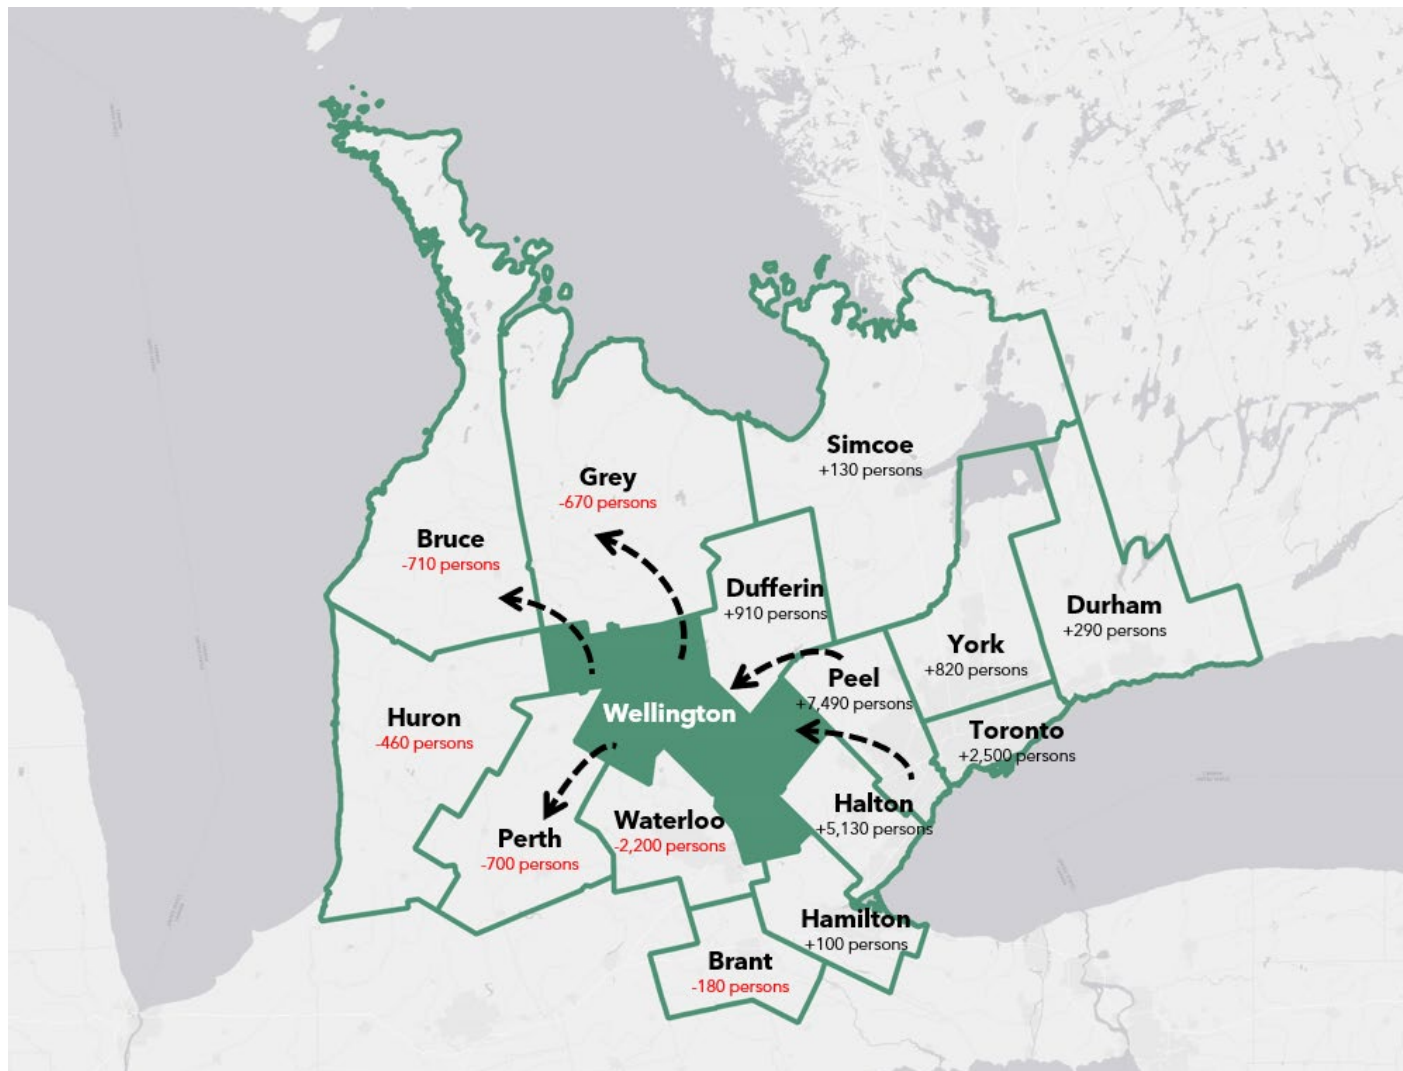 Simcoe
+130 persons
Grey
-670 persons
Bruce
-710 persons
Dufferin
+910 persons
Durham
+290 persons
York
+820 persons
Peel
+7,490 persons
Wellington
Huron
-460 persons
Toronto
+2,500 persons
Halton
+5,130 persons
Waterloo
-2,200 persons
Perth
-700 persons
Hamilton
+100 persons
Brant
-180 persons